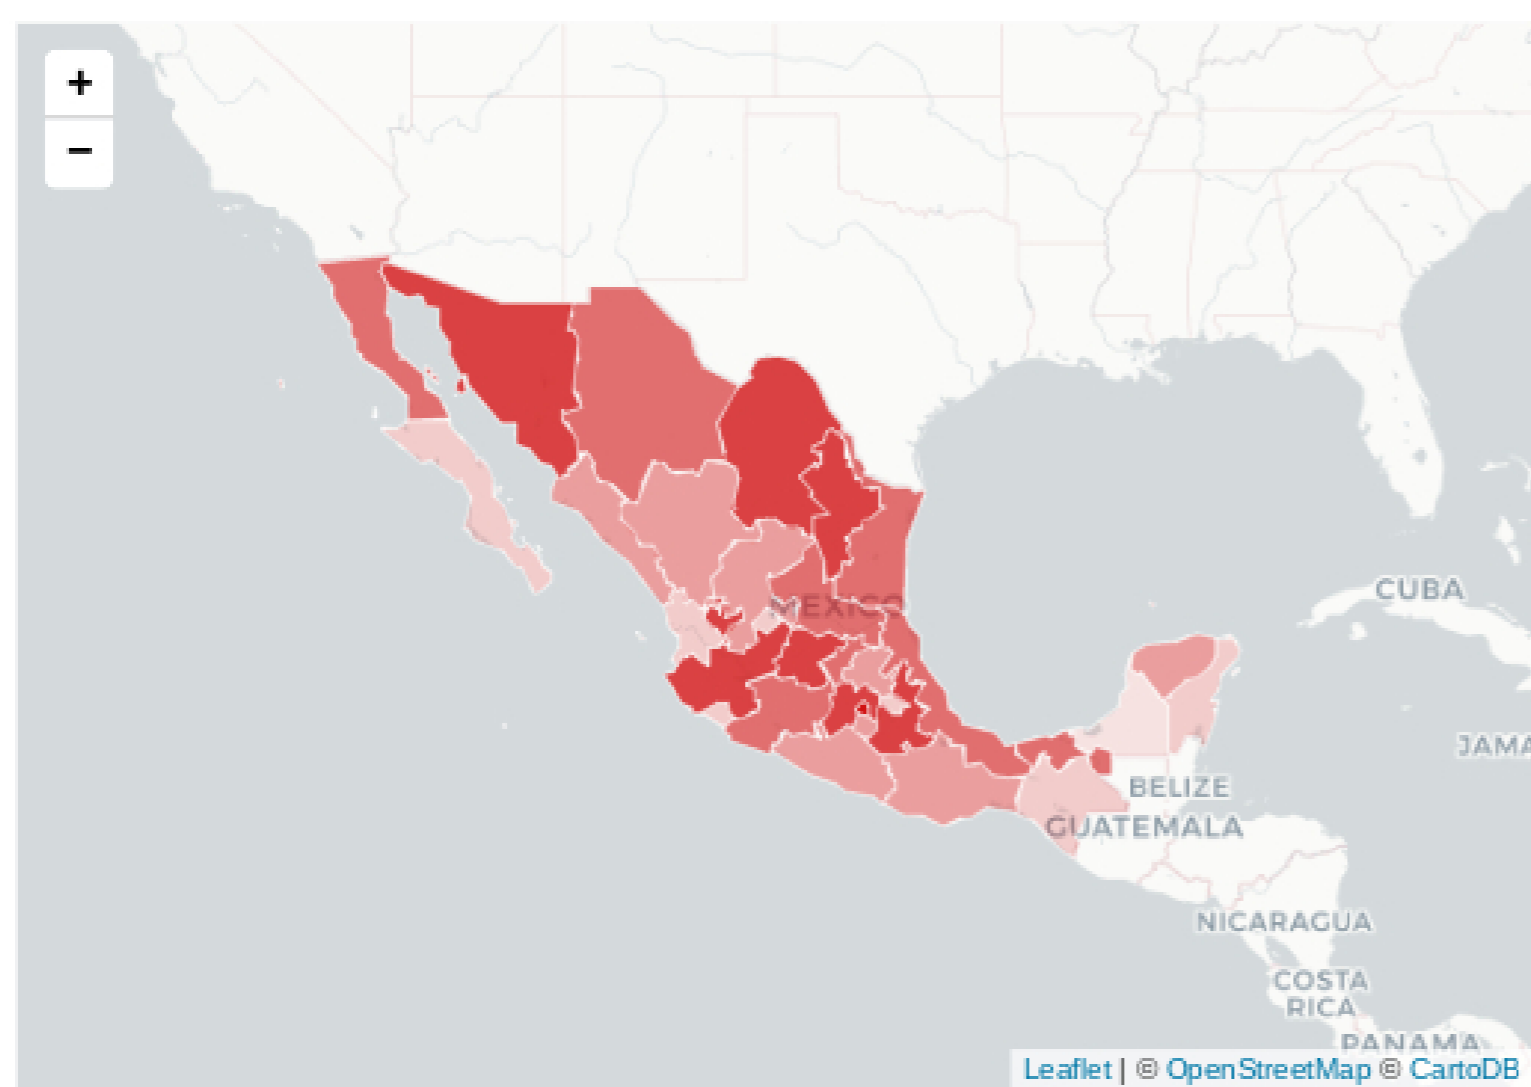 +
−
MEXICO
CUBA
JAMA
BELIZE
GUATEMALA
NICARAGUA
COSTA
RICA
PANAMA
Leaflet | © OpenStreetMap © CartoDB